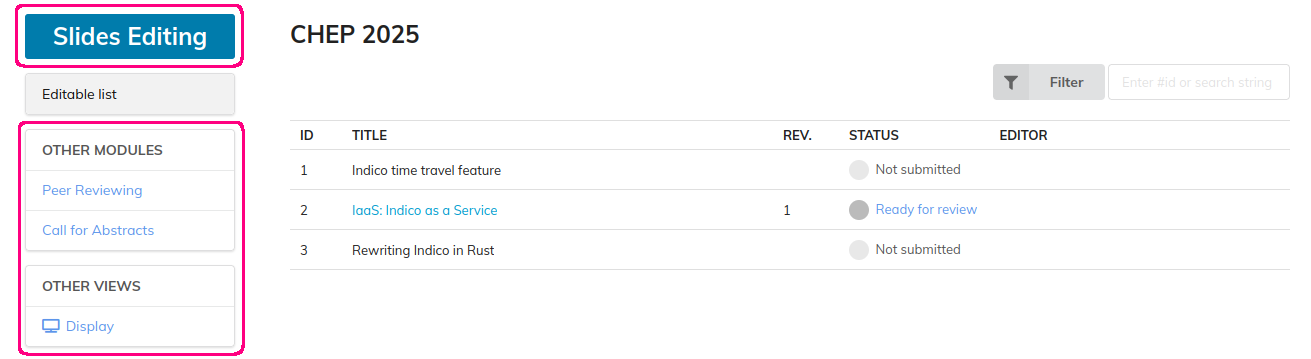 Slides Editing
Editable list
OTHER MODULES
Peer Reviewing
Call for Abstracts
OTHER VIEWS
Display
CHEP 2025
Filter
Enter #id or search string
ID TITLE REV. STATUS EDITOR
1 Indico time travel feature Not submitted
2 IaaS: Indico as a Service 1 Ready for review
3 Rewriting Indico in Rust Not submitted